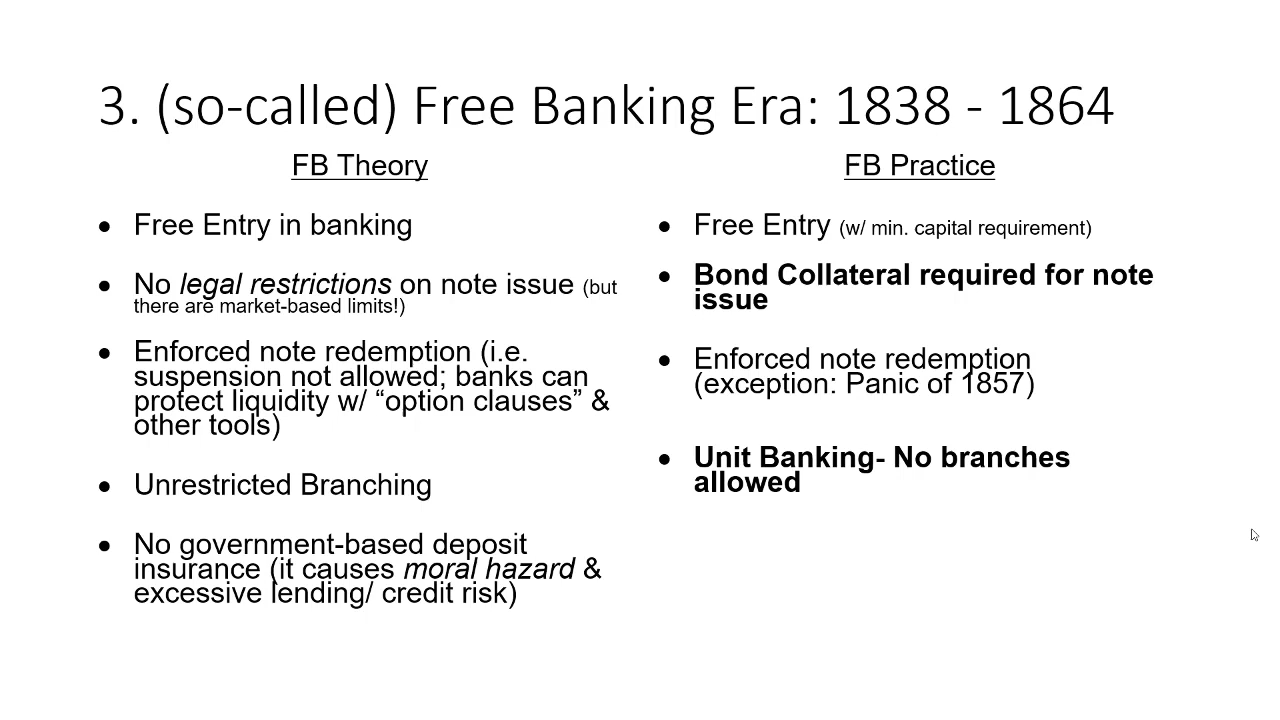 3. (so-called) Free Banking Era: 1838 - 1864
FB Theory
• Free Entry in banking
• No legal restrictions on note issue (but
there are market-based limits!)
• Enforced note redemption (i.e.
suspension not allowed; banks can
protect liquidity w/ “option clauses” &
other tools)
• Unrestricted Branching
• No government-based deposit
insurance (it causes moral hazard &
excessive lending/ credit risk)
FB Practice
• Free Entry (w/ min. capital requirement)
• Bond Collateral required for note
issue
• Enforced note redemption
(exception: Panic of 1857)
• Unit Banking- No branches
allowed